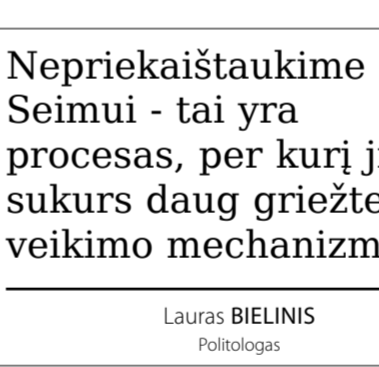 Nepriekaištaukime
Seimui - tai yra
procesas, per kurį
sukurs daug
veikimo
Lauras BIELINIS
Politologas